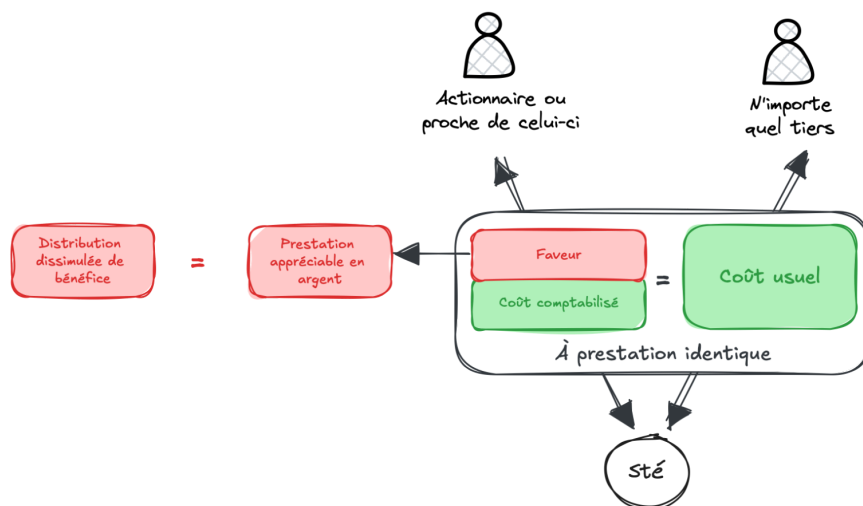 Actionnaire ou
proche de celui-ci
N'importe
quel tiers
Distribution
dissimulée de
bénéfice
=
Prestation
appréciable en
argent
Faveur
Coût comptabilisé
=
Coût usuel
À prestation identique
Sté